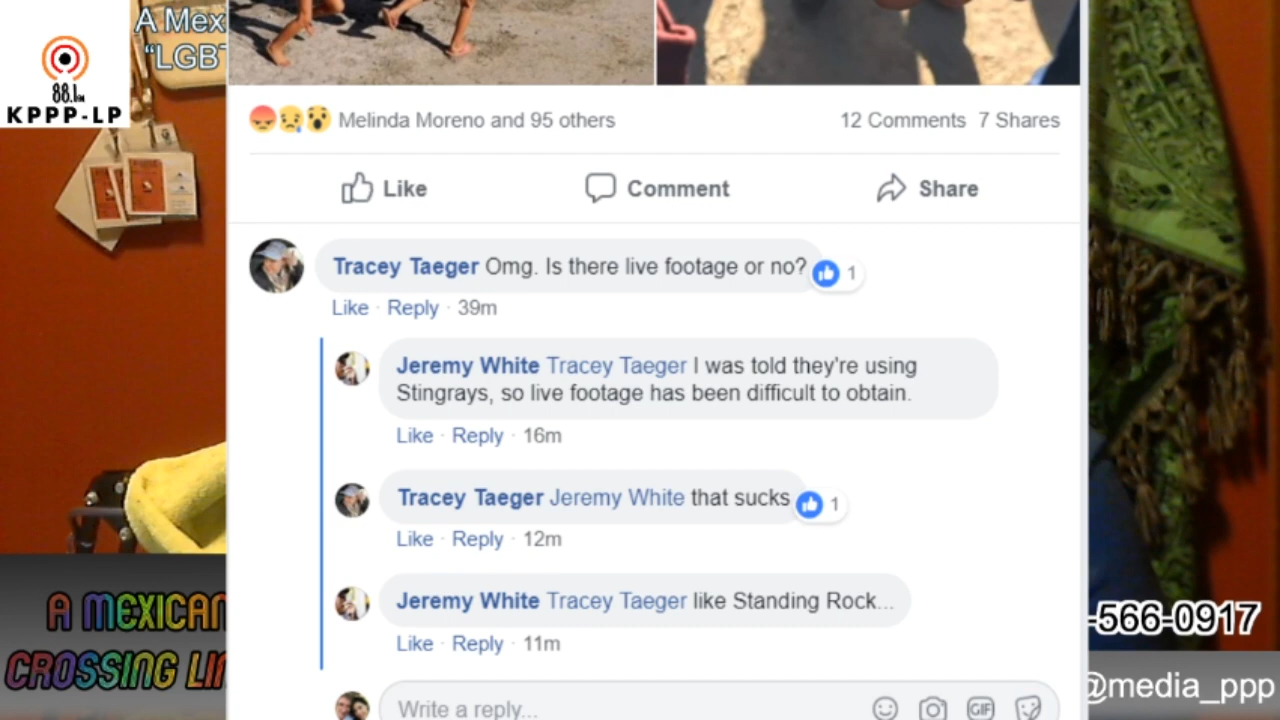 A Mex
"LGBT
88.1 FM
KPPP-LP
Melinda Moreno and 95 others
12 Comments 7 Shares
Like
Comment
Share
Tracey Taeger Omg. Is there live footage or no?
1
Like · Reply · 39m
Jeremy White Tracey Taeger I was told they're using
Stingrays, so live footage has been difficult to obtain.
Like · Reply · 16m
Tracey Taeger Jeremy White that sucks
1
Like · Reply · 12m
Jeremy White Tracey Taeger like Standing Rock...
Like · Reply · 11m
Write a reply...
GIF
A MEXICAN
CROSSING LIN
-566-0917
@media_ppp